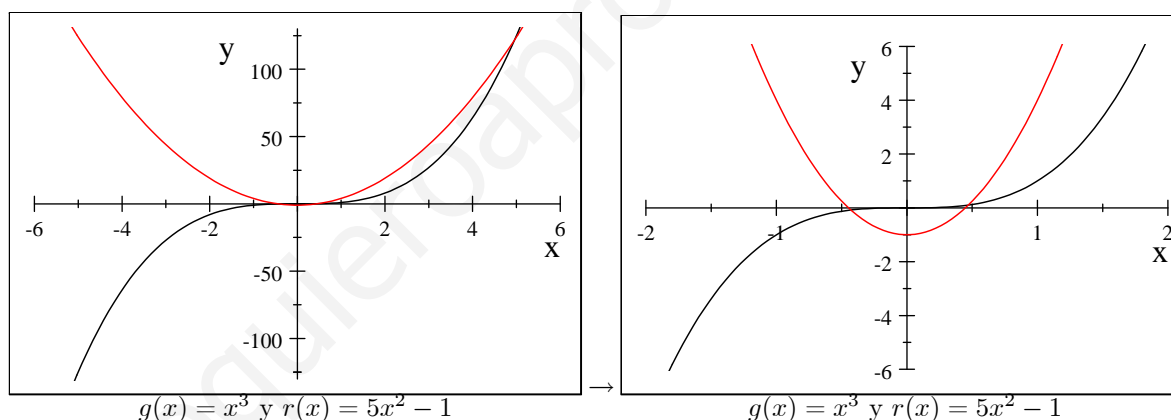 y
100
50
-6 -4 -2 2 4 6
x
-50
-100
g(x) = x³ y r(x) = 5x² − 1
→
y
6
4
2
-2 -1 1 2
x
-2
-4
-6
g(x) = x³ y r(x) = 5x² − 1
quieroapro